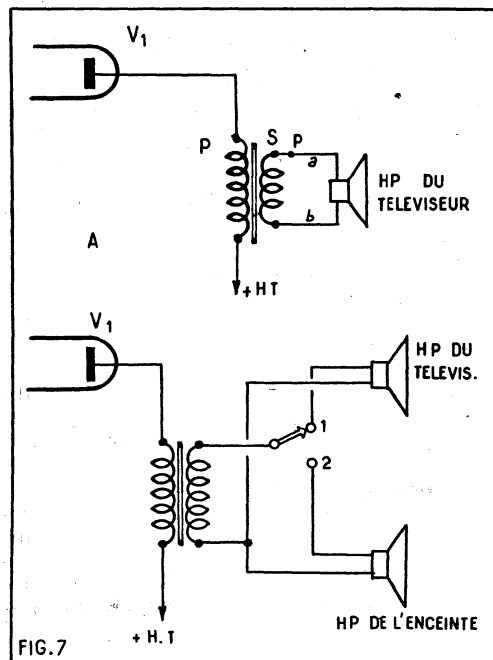 V1
P
S
P
a
b
HP DU
TELEVISEUR
A
+HT
V1
HP DU
TELEVIS.
1
2
HP DE L'ENCEINTE
+ H.T
FIG.7